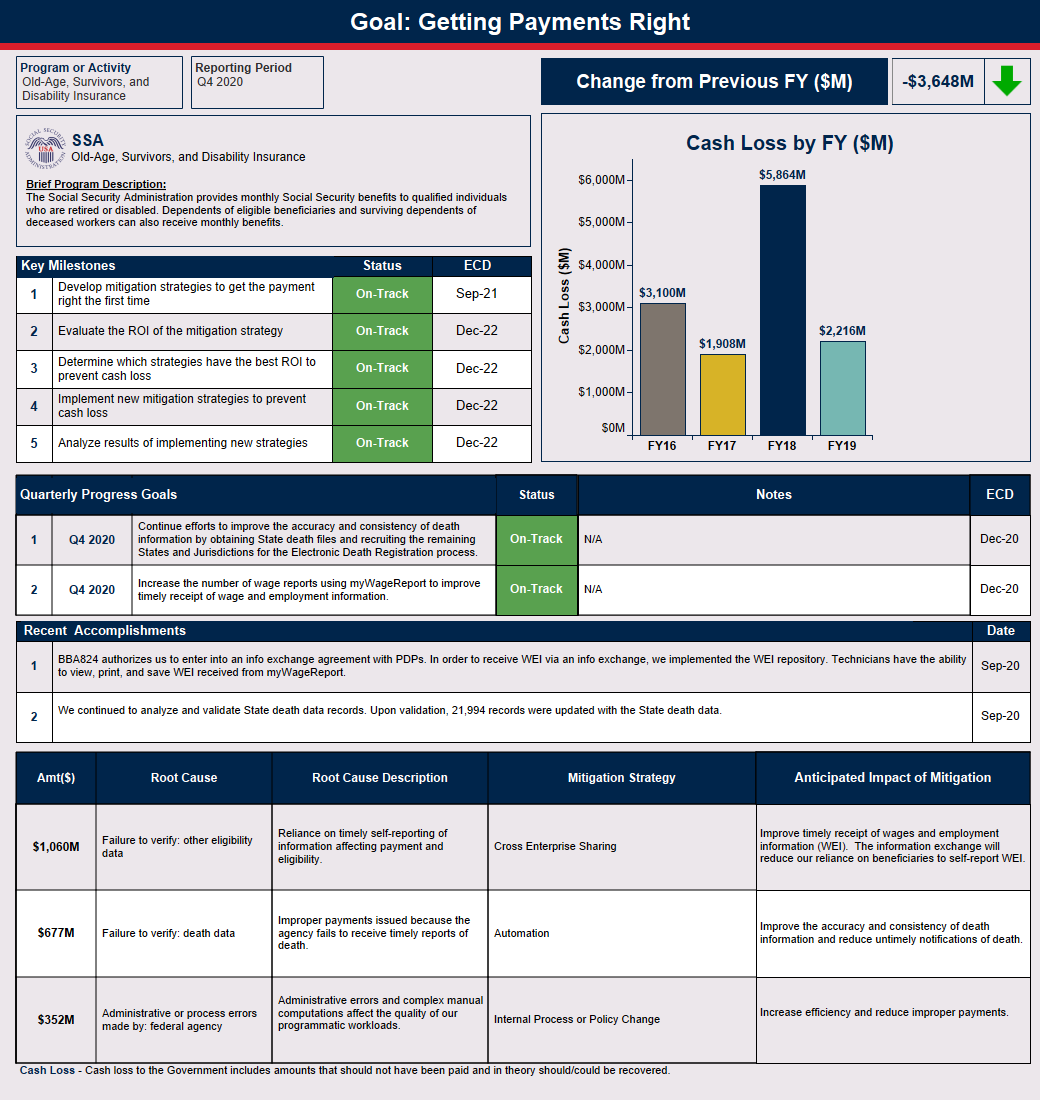 Goal: Getting Payments Right
Program or Activity
Old-Age, Survivors, and
Disability Insurance
Reporting Period
Q4 2020
Change from Previous FY ($M)
-$3,648M
SOCIAL SECURITY
USA
ADMINISTRATION
SSA
Old-Age, Survivors, and Disability Insurance
Brief Program Description:
The Social Security Administration provides monthly Social Security benefits to qualified individuals
who are retired or disabled. Dependents of eligible beneficiaries and surviving dependents of
deceased workers can also receive monthly benefits.
Cash Loss by FY ($M)
Cash Loss ($M)
$6,000M
$5,000M
$4,000M
$3,000M
$2,000M
$1,000M
$0M
$3,100M
$1,908M
$5,864M
$2,216M
FY16 FY17 FY18 FY19
Key Milestones Status ECD
1 Develop mitigation strategies to get the payment
right the first time On-Track Sep-21
2 Evaluate the ROI of the mitigation strategy On-Track Dec-22
3 Determine which strategies have the best ROI to
prevent cash loss On-Track Dec-22
4 Implement new mitigation strategies to prevent
cash loss On-Track Dec-22
5 Analyze results of implementing new strategies On-Track Dec-22
Quarterly Progress Goals Status Notes ECD
1 Q4 2020 Continue efforts to improve the accuracy and consistency of death
information by obtaining State death files and recruiting the remaining
States and Jurisdictions for the Electronic Death Registration process. On-Track N/A Dec-20
2 Q4 2020 Increase the number of wage reports using myWageReport to improve
timely receipt of wage and employment information. On-Track N/A Dec-20
Recent Accomplishments Date
1 BBA824 authorizes us to enter into an info exchange agreement with PDPs. In order to receive WEI via an info exchange, we implemented the WEI repository. Technicians have the ability
to view, print, and save WEI received from myWageReport. Sep-20
2 We continued to analyze and validate State death data records. Upon validation, 21,994 records were updated with the State death data. Sep-20
Amt($) Root Cause Root Cause Description Mitigation Strategy Anticipated Impact of Mitigation
$1,060M
Failure to verify: other eligibility
data
Reliance on timely self-reporting of
information affecting payment and
eligibility.
Cross Enterprise Sharing
Improve timely receipt of wages and employment
information (WEI). The information exchange will
reduce our reliance on beneficiaries to self-report WEI.
$677M
Failure to verify: death data
Improper payments issued because the
agency fails to receive timely reports of
death.
Automation
Improve the accuracy and consistency of death
information and reduce untimely notifications of death.
$352M
Administrative or process errors
made by: federal agency
Administrative errors and complex manual
computations affect the quality of our
programmatic workloads.
Internal Process or Policy Change
Increase efficiency and reduce improper payments.
Cash Loss - Cash loss to the Government includes amounts that should not have been paid and in theory should/could be recovered.